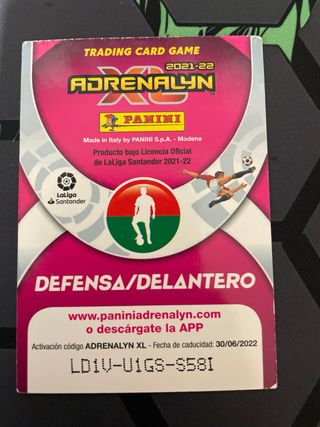 TRADING CARD GAME
2021-22
ADRENALYN
XL
PANINI
Made in Italy by PANINI S.p.A. - Modena
Producto bajo Licencia Oficial
de LaLiga Santander 2021-22
LaLiga
Santander
DEFENSA/DELANTERO
www.paniniadrenalyn.com
o descárgate la APP
Activación código ADRENALYN XL - Fecha de caducidad: 30/06/2022
LD1V-U1GS-S58I